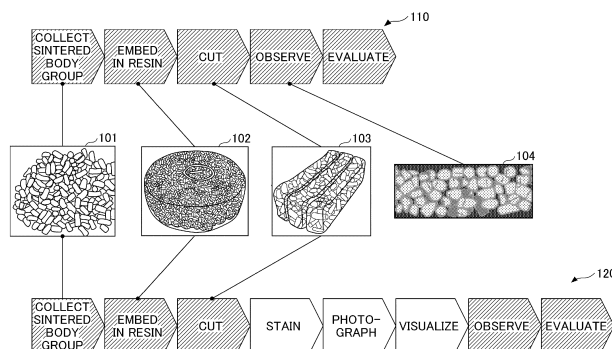 110
COLLECT
SINTERED
BODY
GROUP
EMBED
IN RESIN
CUT
OBSERVE
EVALUATE
101
102
103
104
120
COLLECT
SINTERED
BODY
GROUP
EMBED
IN RESIN
CUT
STAIN
PHOTO-
GRAPH
VISUALIZE
OBSERVE
EVALUATE